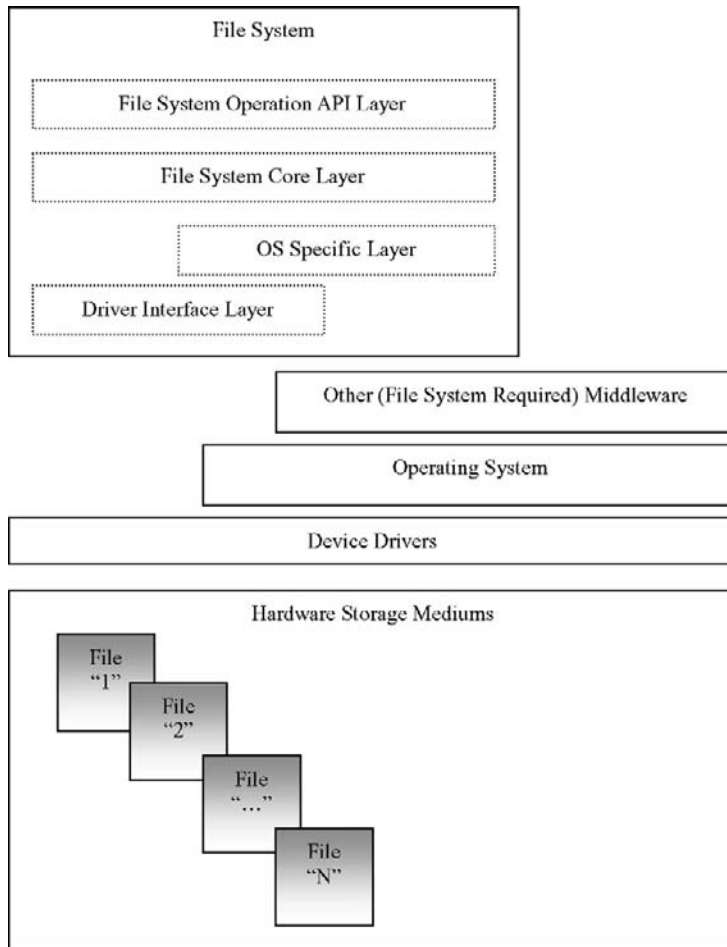 File System
File System Operation API Layer
File System Core Layer
OS Specific Layer
Driver Interface Layer
Other (File System Required) Middleware
Operating System
Device Drivers
Hardware Storage Mediums
File
“1”
File
“2”
File
“...”
File
“N”